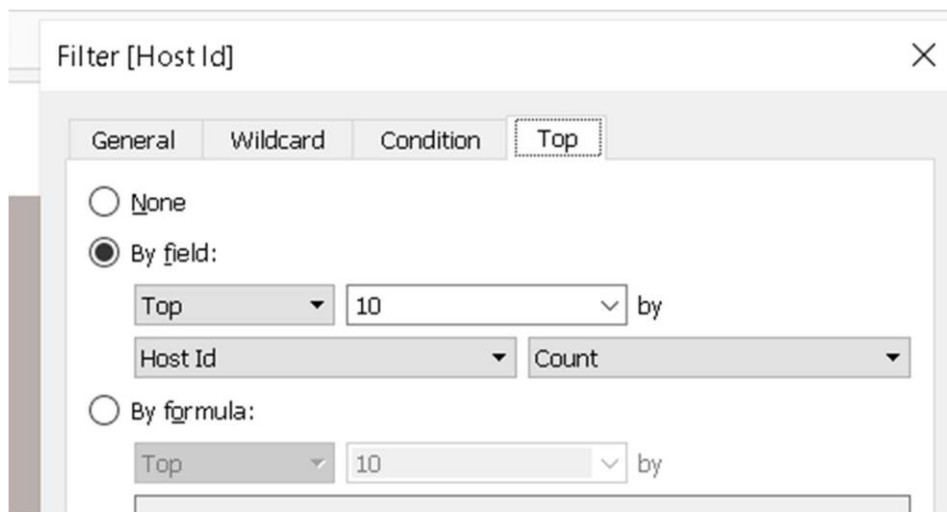 Filter [Host Id]
General Wildcard Condition Top
None
By field:
Top 10 by
Host Id Count
By formula:
Top 10 by